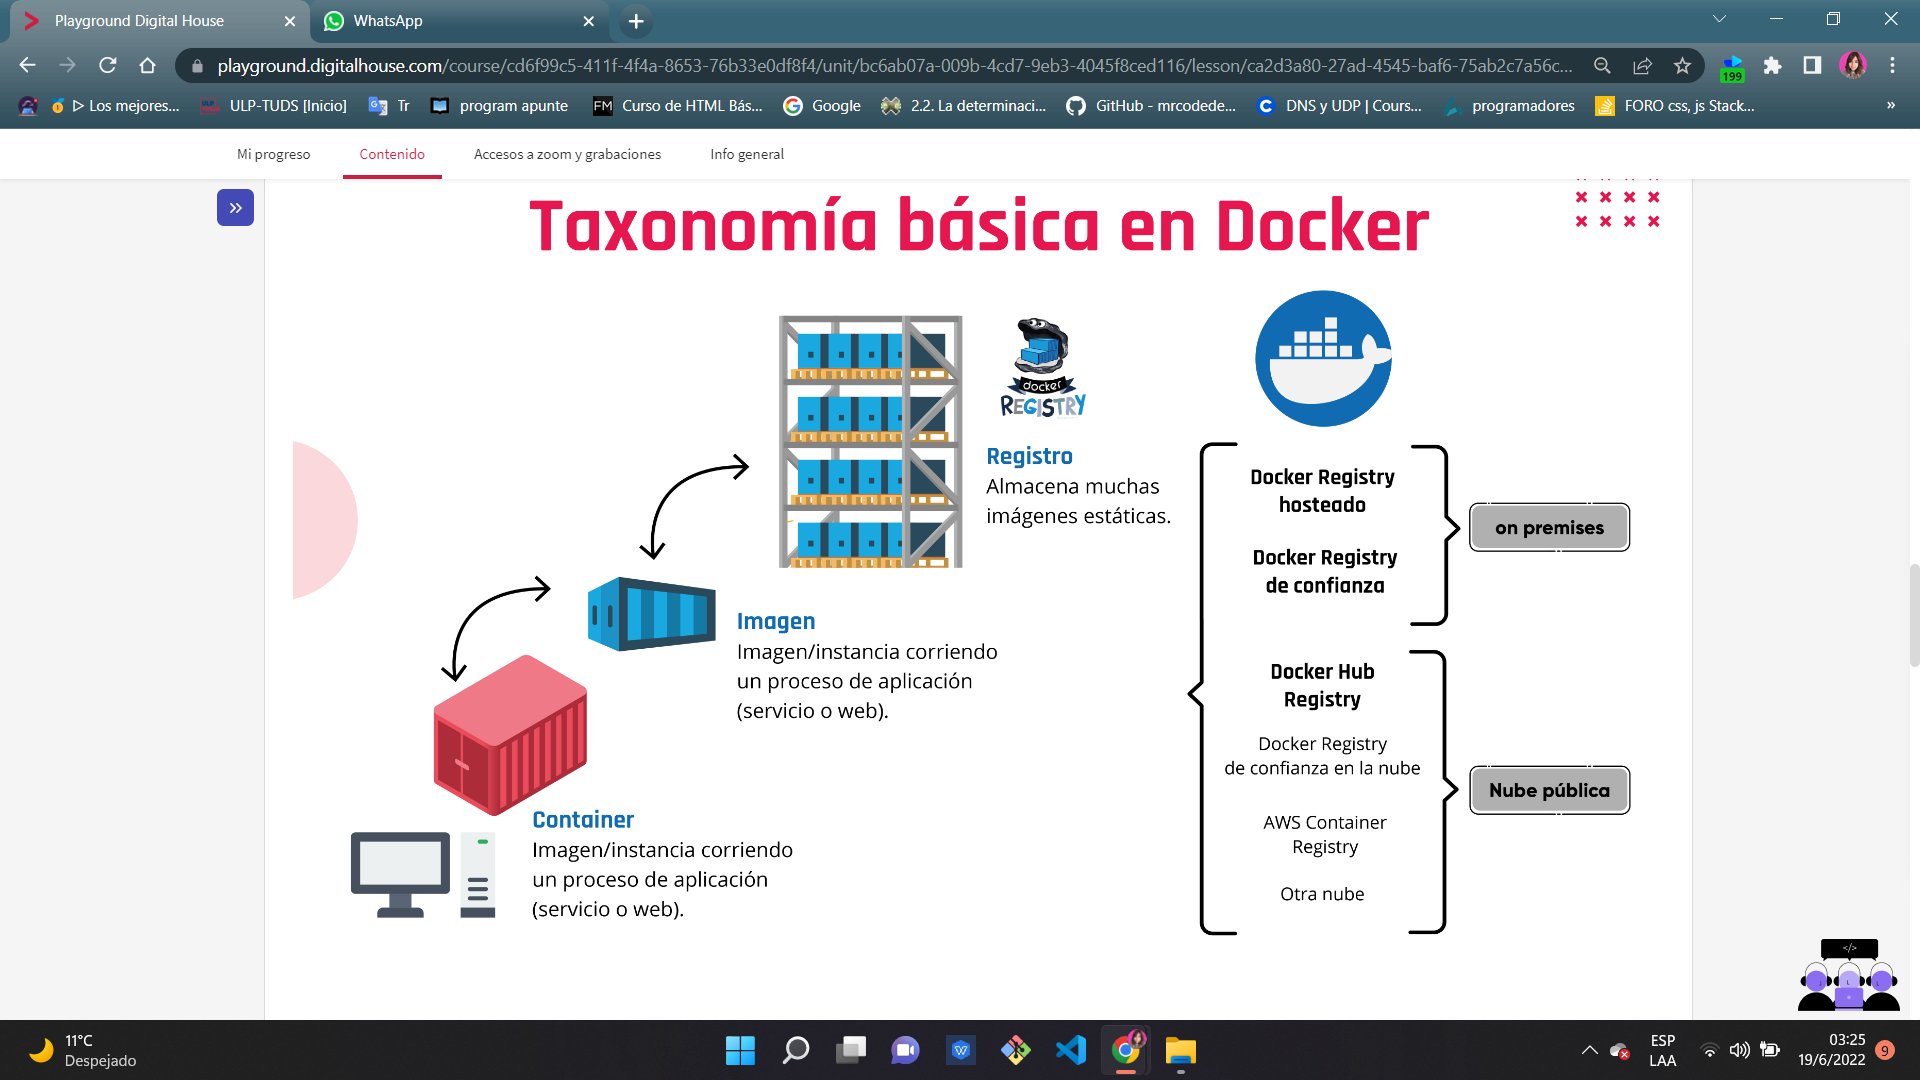 Playground Digital House
WhatsApp
playground.digitalhouse.com/course/cd6f99c5-411f-4f4a-8653-76b33e0df8f4/unit/bc6ab07a-009b-4cd7-9eb3-4045f8ced116/lesson/ca2d3a80-27ad-4545-baf6-75ab2c7a56c...
199
Los mejores...
ULP-TUDS [Inicio]
Tr
program apunte
FM
Curso de HTML Bás...
Google
2.2. La determinaci...
GitHub - mrcodede...
DNS y UDP | Cours...
programadores
FORO css, js Stack...
»
Mi progreso
Contenido
Accesos a zoom y grabaciones
Info general
»
Taxonomía básica en Docker
docker
REGISTRY
Registro
Almacena muchas
imágenes estáticas.
Imagen
Imagen/instancia corriendo
un proceso de aplicación
(servicio o web).
Container
Imagen/instancia corriendo
un proceso de aplicación
(servicio o web).
Docker Registry
hosteado
Docker Registry
de confianza
on premises
Docker Hub
Registry
Docker Registry
de confianza en la nube
AWS Container
Registry
Otra nube
Nube pública
</>
11°C
Despejado
ESP
LAA
03:25
19/6/2022
9